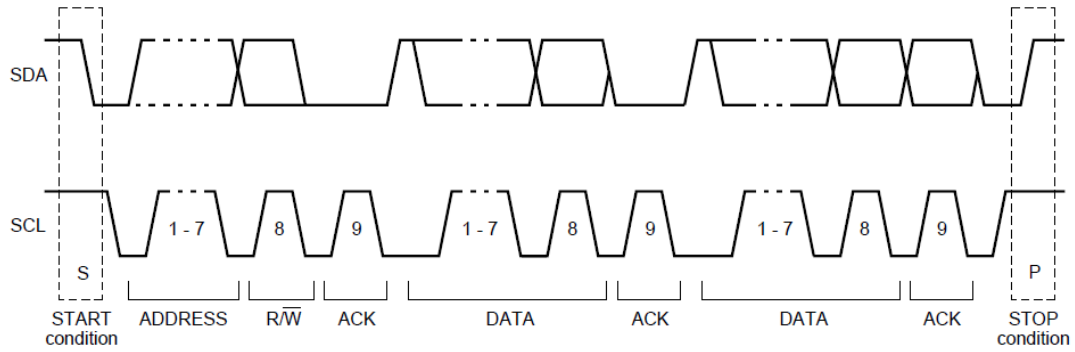 SDA
SCL
1 - 7 8 9 1 - 7 8 9 1 - 7 8 9
S P
START condition ADDRESS R/W̅ ACK DATA ACK DATA ACK STOP condition